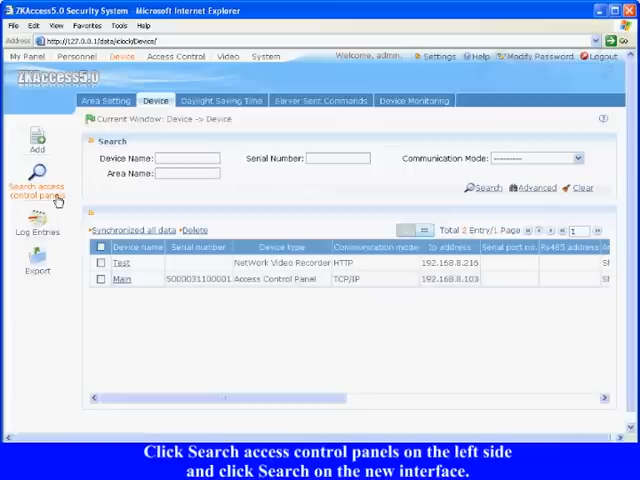 ZKAccess5.0 Security System - Microsoft Internet Explorer
File Edit View Favorites Tools Help
Address http://127.0.0.1/data/iclock/Device/ Go
My Panel Personnel Device Access Control Video System Welcome, admin. Settings Help Modify Password Logout
ZKAccess5.0
Area Setting Device Daylight Saving Time Server Sent Commands Device Monitoring
Current Window: Device -> Device
Search
Device Name: Serial Number: Communication Mode: ---------
Area Name:
Search Advanced Clear
Add
Search access
control panels
Log Entries
Export
Synchronized all data Delete Total 2 Entry/1 Page 1
Device name Serial number Device type Communication mode Ip address Serial port no. Rs485 address
Test NetWork Video Recorder HTTP 192.168.8.216
Main 5000031100001 Access Control Panel TCP/IP 192.168.8.103
Click Search access control panels on the left side
and click Search on the new interface.